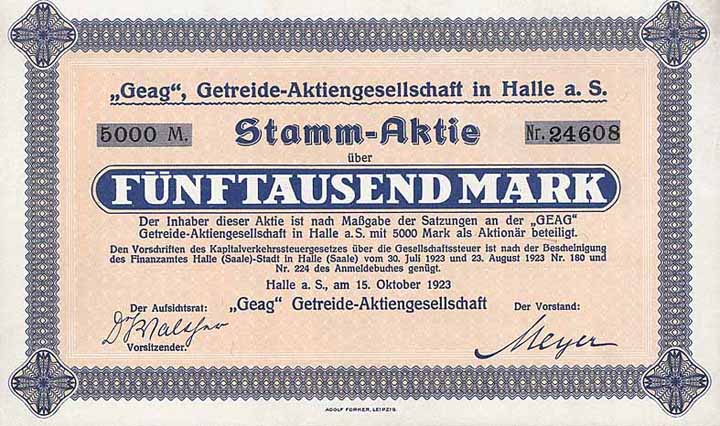 „Geag“, Getreide-Aktiengesellschaft in Halle a. S.
5000 M. Stamm-Aktie Nr. 24608
über
FÜNFTAUSEND MARK
Der Inhaber dieser Aktie ist nach Maßgabe der Satzungen an der „GEAG“
Getreide-Aktiengesellschaft in Halle a.S. mit 5000 Mark als Aktionär beteiligt.
Den Vorschriften des Kapitalverkehrssteuergesetzes über die Gesellschaftssteuer ist nach der Bescheinigung
des Finanzamtes Halle (Saale)-Stadt in Halle (Saale) vom 30. Juli 1923 und 23. August 1923 Nr. 180 und
Nr. 224 des Anmeldebuches genügt.
Halle a. S., am 15. Oktober 1923
Der Aufsichtsrat: „Geag“ Getreide-Aktiengesellschaft Der Vorstand:
Dr Walther Meyer
Vorsitzender.
ADOLF FORKER, LEIPZIG